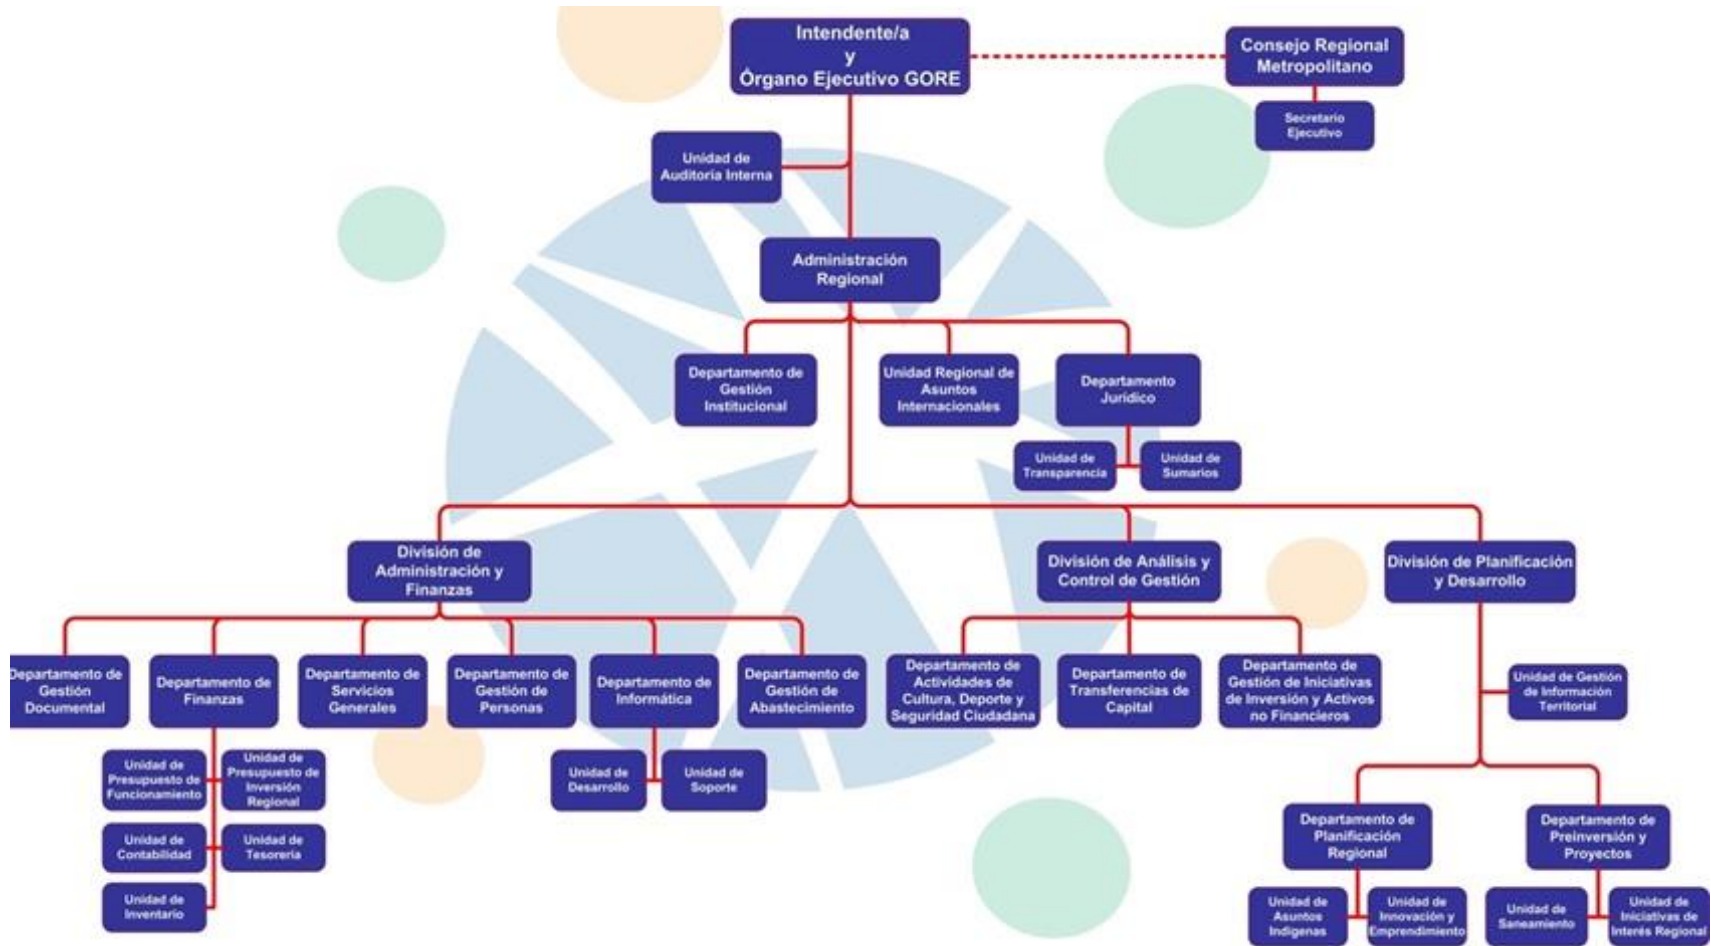 Intendente/a
y
Órgano Ejecutivo GORE
Consejo Regional
Metropolitano
Secretario
Ejecutivo
Unidad de
Auditoría Interna
Administración
Regional
Departamento de
Gestión
Institucional
Unidad Regional de
Asuntos
Internacionales
Departamento
Jurídico
Unidad de
Transparencia
Unidad de
Sumarios
División de
Administración y
Finanzas
División de Análisis y
Control de Gestión
División de Planificación
y Desarrollo
Departamento de
Gestión
Documental
Departamento de
Finanzas
Departamento de
Servicios
Generales
Departamento de
Gestión de
Personas
Departamento de
Informática
Departamento de
Gestión de
Abastecimiento
Departamento de
Actividades de
Cultura, Deporte y
Seguridad Ciudadana
Departamento de
Transferencias de
Capital
Departamento de
Gestión de Iniciativas
de Inversión y Activos
no Financieros
Unidad de Gestión
de Información
Territorial
Unidad de
Presupuesto de
Funcionamiento
Unidad de
Presupuesto de
Inversión
Regional
Unidad de
Contabilidad
Unidad de
Tesorería
Unidad de
Inventario
Unidad de
Desarrollo
Unidad de
Soporte
Departamento de
Planificación
Regional
Departamento de
Preinversión y
Proyectos
Unidad de
Asuntos
Indígenas
Unidad de
Innovación y
Emprendimiento
Unidad de
Saneamiento
Unidad de
Iniciativas de
Interés Regional